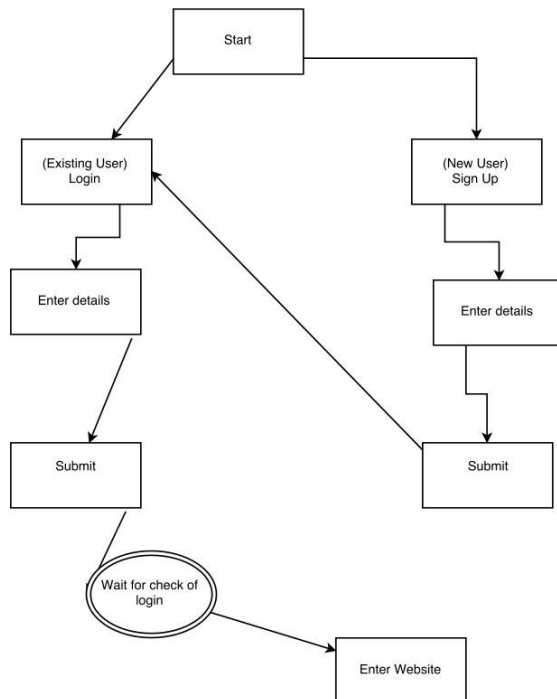 Start
(Existing User)
Login
(New User)
Sign Up
Enter details
Enter details
Submit
Submit
Wait for check of
login
Enter Website